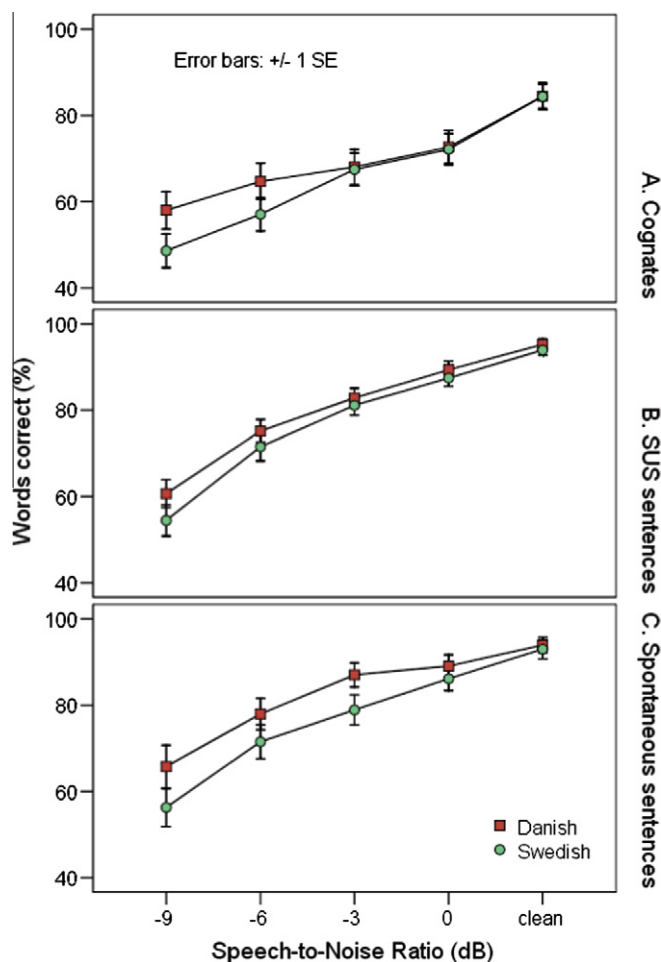 Error bars: +/- 1 SE
100
80
60
40
A. Cognates
100
80
60
40
B. SUS sentences
100
80
60
40
C. Spontaneous sentences
Words correct (%)
Danish
Swedish
-9 -6 -3 0 clean
Speech-to-Noise Ratio (dB)